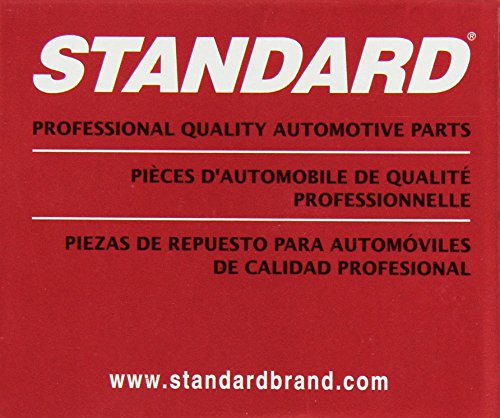 STANDARD®
PROFESSIONAL QUALITY AUTOMOTIVE PARTS
PIÈCES D'AUTOMOBILE DE QUALITÉ
PROFESSIONNELLE
PIEZAS DE REPUESTO PARA AUTOMÓVILES
DE CALIDAD PROFESIONAL
www.standardbrand.com